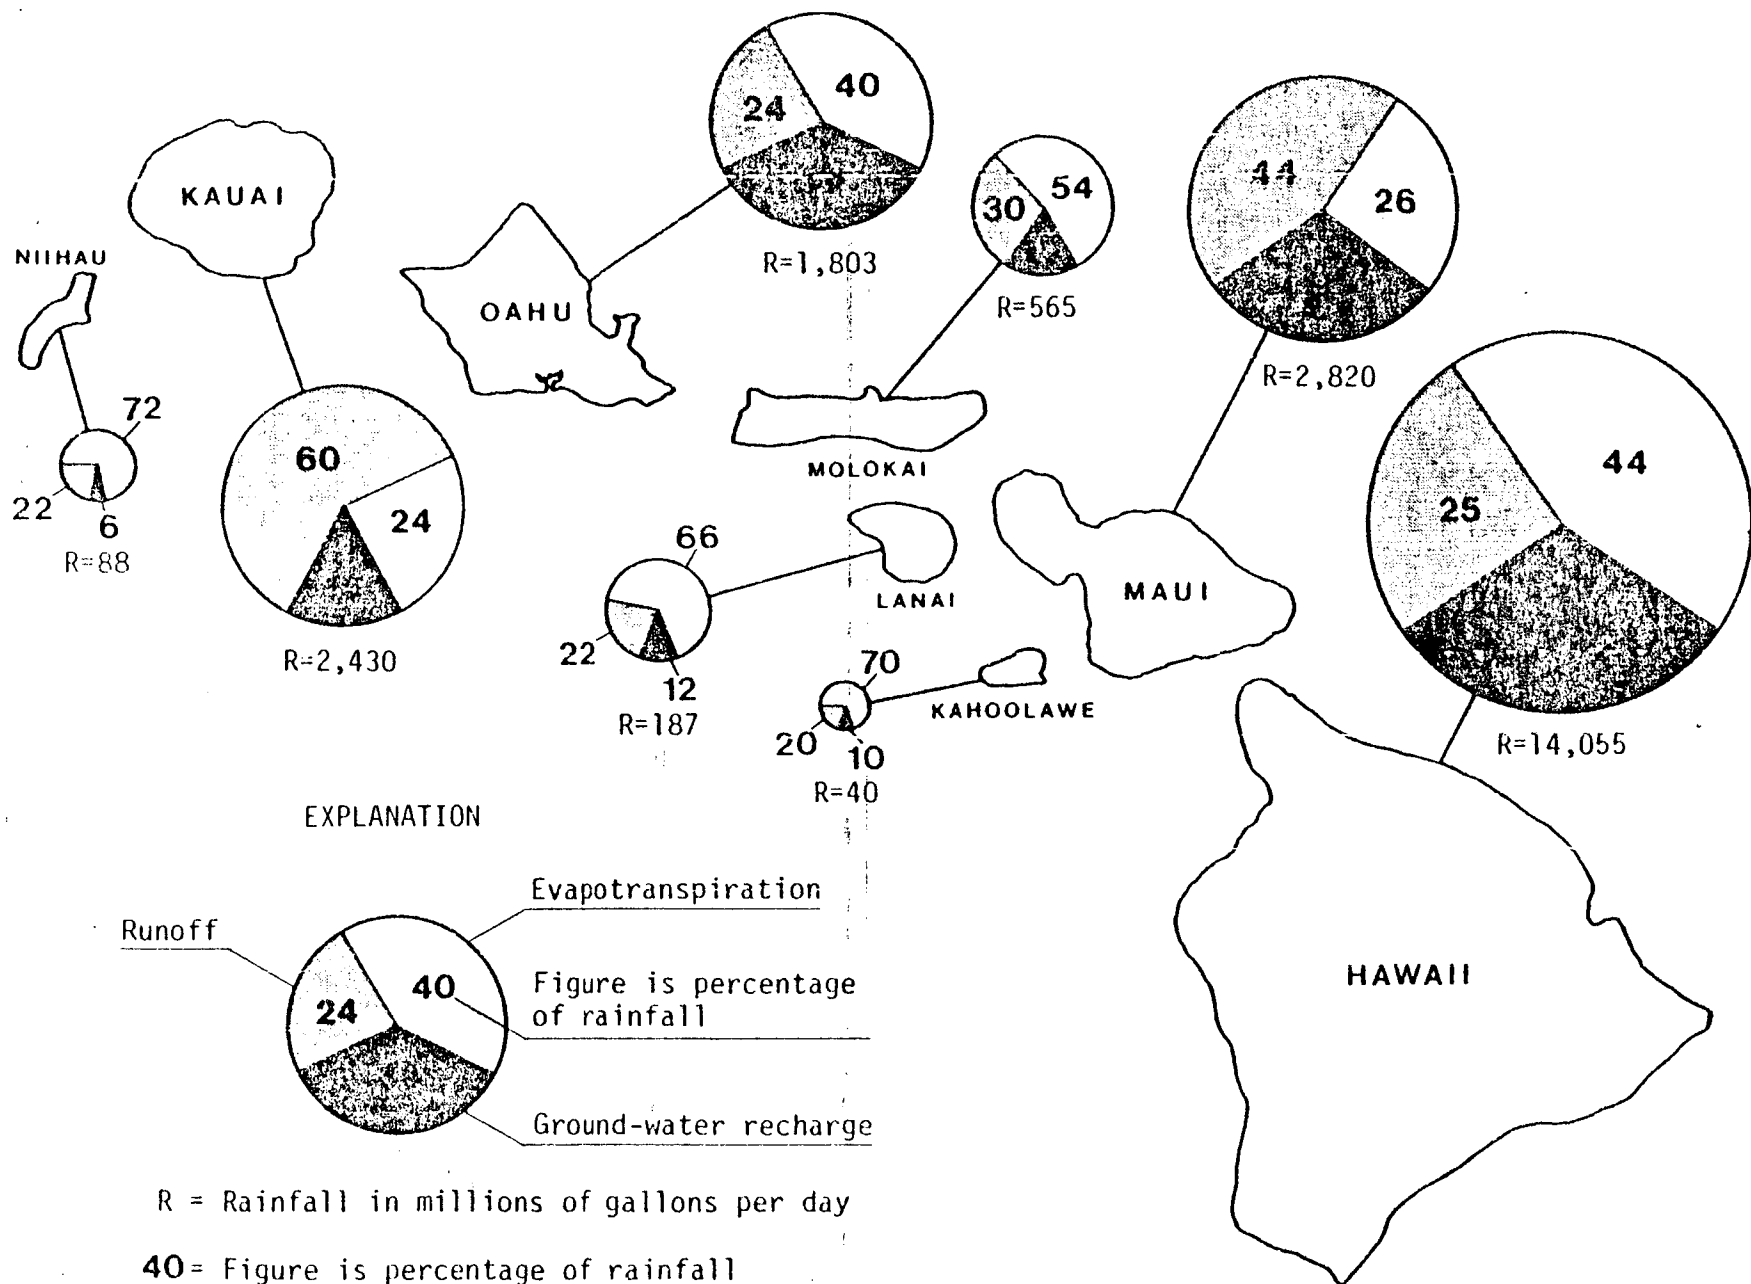 40
24
R=1,803
44
26
R=2,820
54
30
R=565
KAUAI
NIIHAU
72
22
6
R=88
60
24
R=2,430
OAHU
MOLOKAI
44
25
R=14,055
66
22
12
R=187
LANAI
MAUI
70
20
10
R=40
KAHOOLAWE
HAWAII
EXPLANATION
Evapotranspiration
Runoff
40
24
Figure is percentage
of rainfall
Ground-water recharge
R = Rainfall in millions of gallons per day
40= Figure is percentage of rainfall